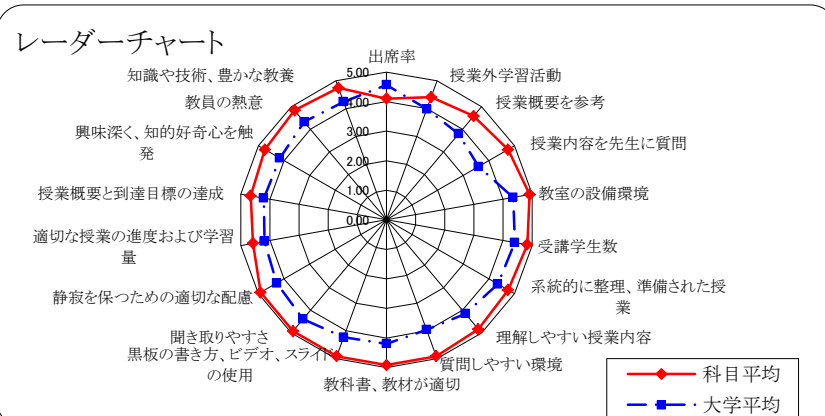 レーダーチャート
出席率
5.00
4.00
3.00
2.00
1.00
0.00
授業外学習活動
授業概要を参考
授業内容を先生に質問
教室の設備環境
受講学生数
系統的に整理、準備された授
業
理解しやすい授業内容
質問しやすい環境
教科書、教材が適切
黒板の書き方、ビデオ、スライド
の使用
聞き取りやすさ
静寂を保つための適切な配慮
適切な授業の進度および学習
量
授業概要と到達目標の達成
興味深く、知的好奇心を触
発
教員の熱意
知識や技術、豊かな教養
科目平均
大学平均